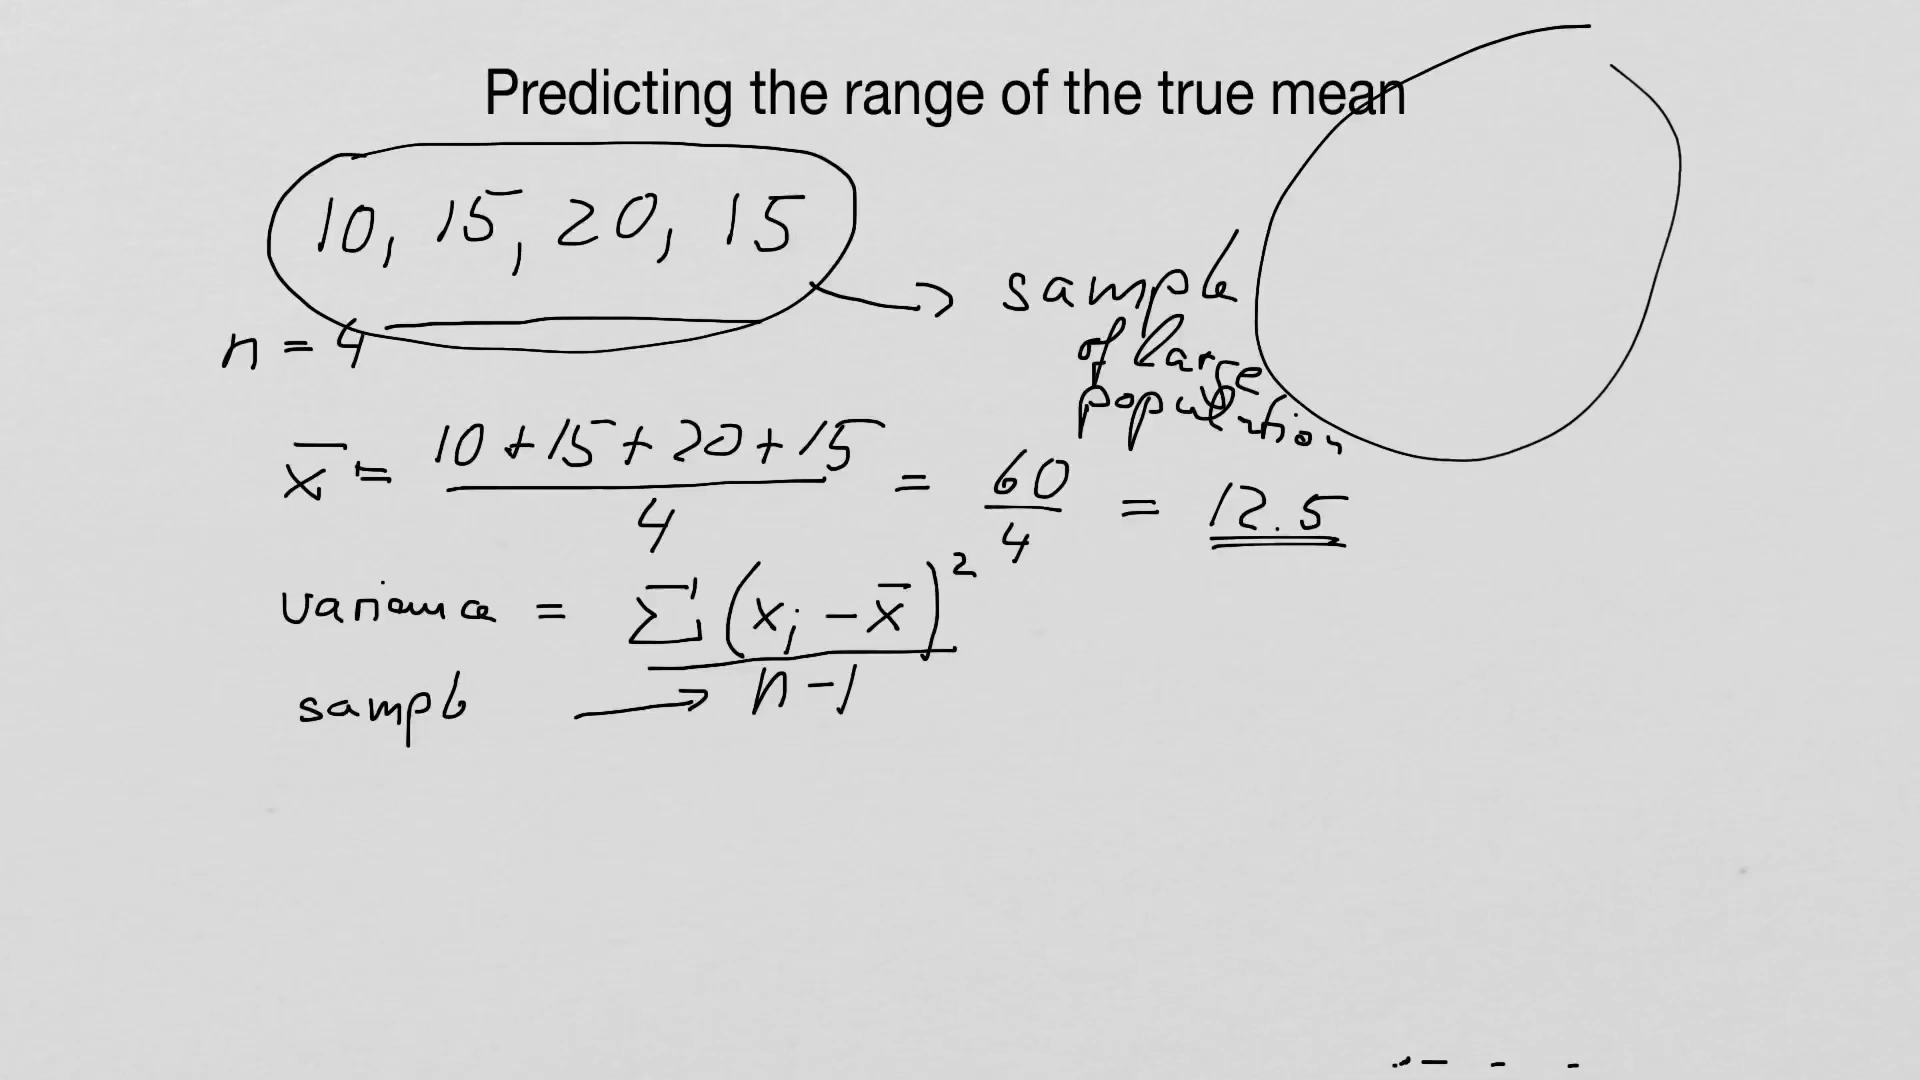 Predicting the range of the true mean
10, 15, 20, 15
sample
of large
population
n = 4
x̄ = 10 + 15 + 20 + 15 / 4 = 60 / 4 = 12.5
variance = Σ (xi - x̄)² / n - 1
sample → n - 1